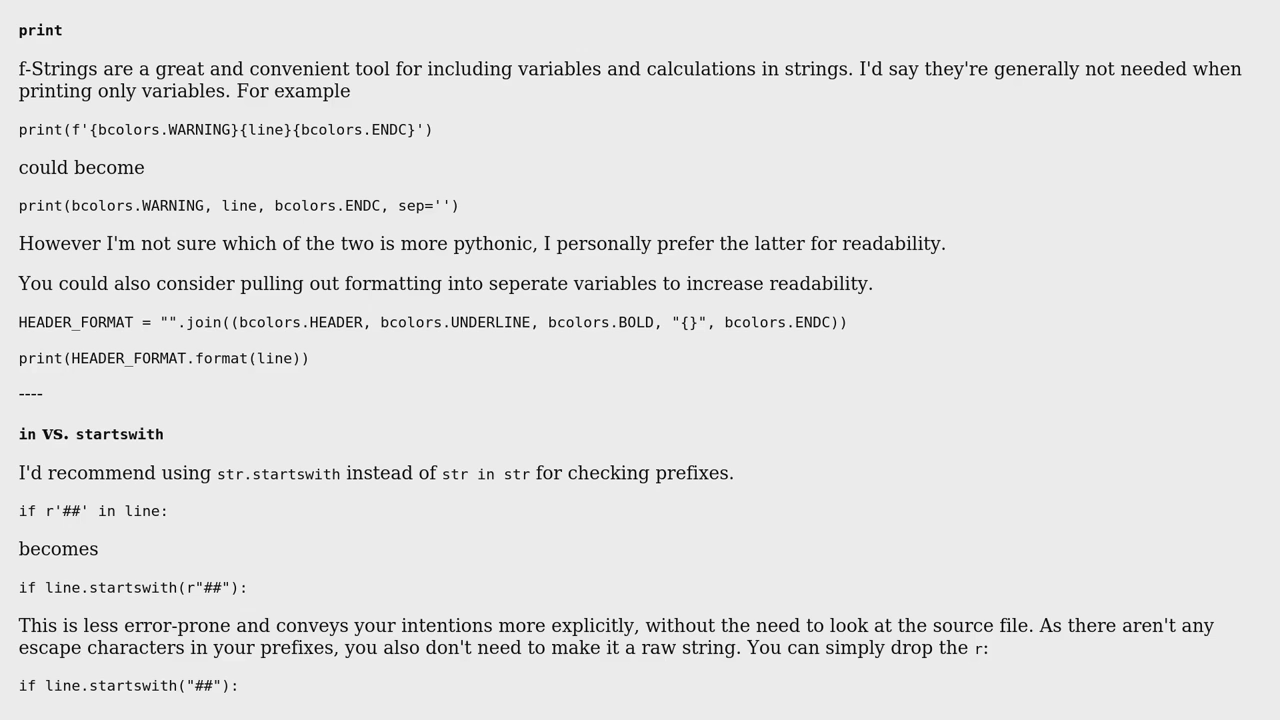 print
f-Strings are a great and convenient tool for including variables and calculations in strings. I'd say they're generally not needed when
printing only variables. For example
print(f'{bcolors.WARNING}{line}{bcolors.ENDC}')
could become
print(bcolors.WARNING, line, bcolors.ENDC, sep='')
However I'm not sure which of the two is more pythonic, I personally prefer the latter for readability.
You could also consider pulling out formatting into seperate variables to increase readability.
HEADER_FORMAT = "".join((bcolors.HEADER, bcolors.UNDERLINE, bcolors.BOLD, "{}", bcolors.ENDC))
print(HEADER_FORMAT.format(line))
----
in vs. startswith
I'd recommend using str.startswith instead of str in str for checking prefixes.
if r'##' in line:
becomes
if line.startswith(r"##"):
This is less error-prone and conveys your intentions more explicitly, without the need to look at the source file. As there aren't any
escape characters in your prefixes, you also don't need to make it a raw string. You can simply drop the r:
if line.startswith("##"):